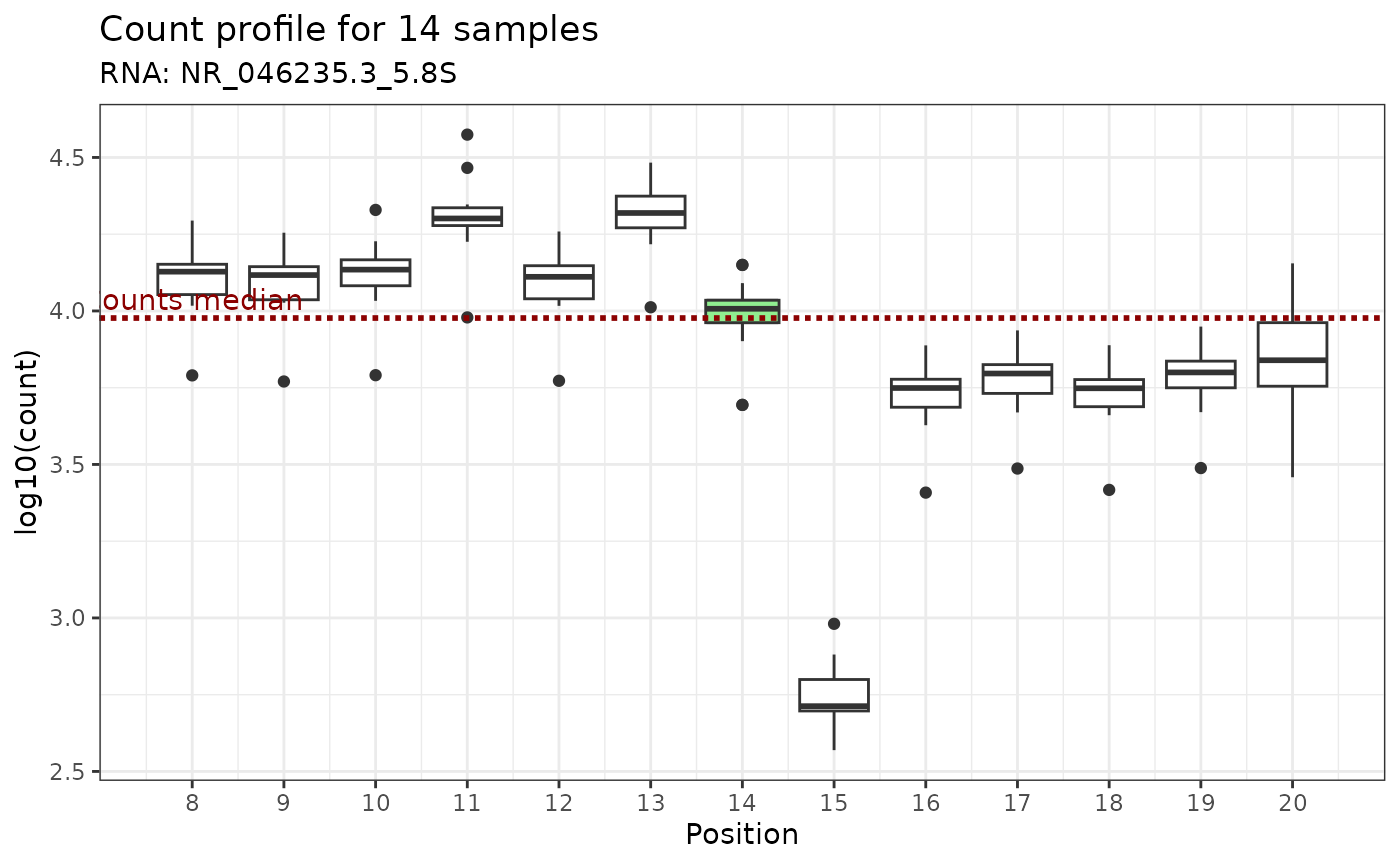 Count profile for 14 samples
RNA: NR_046235.3_5.8S
log10(count)
4.5
4.0
3.5
3.0
2.5
ounts median
8 9 10 11 12 13 14 15 16 17 18 19 20
Position